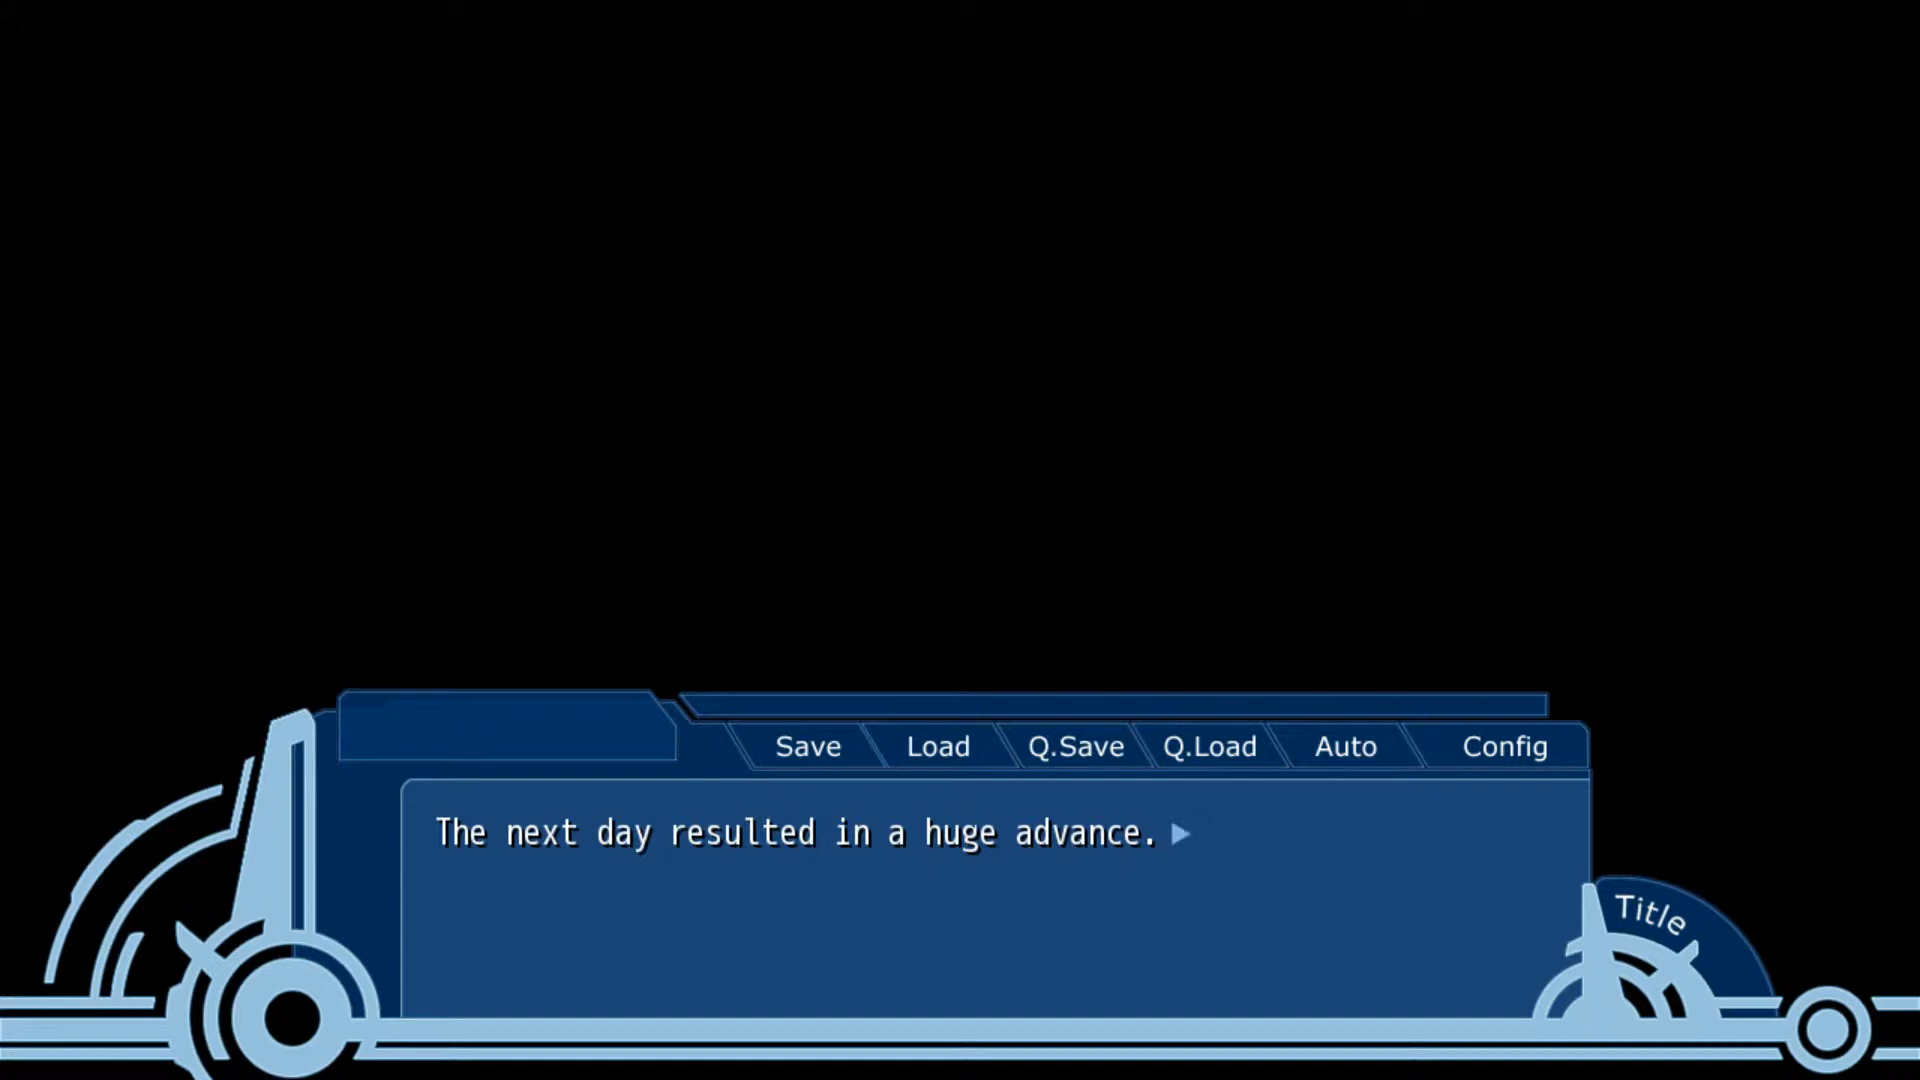 Save Load Q.Save Q.Load Auto Config
The next day resulted in a huge advance.
Title